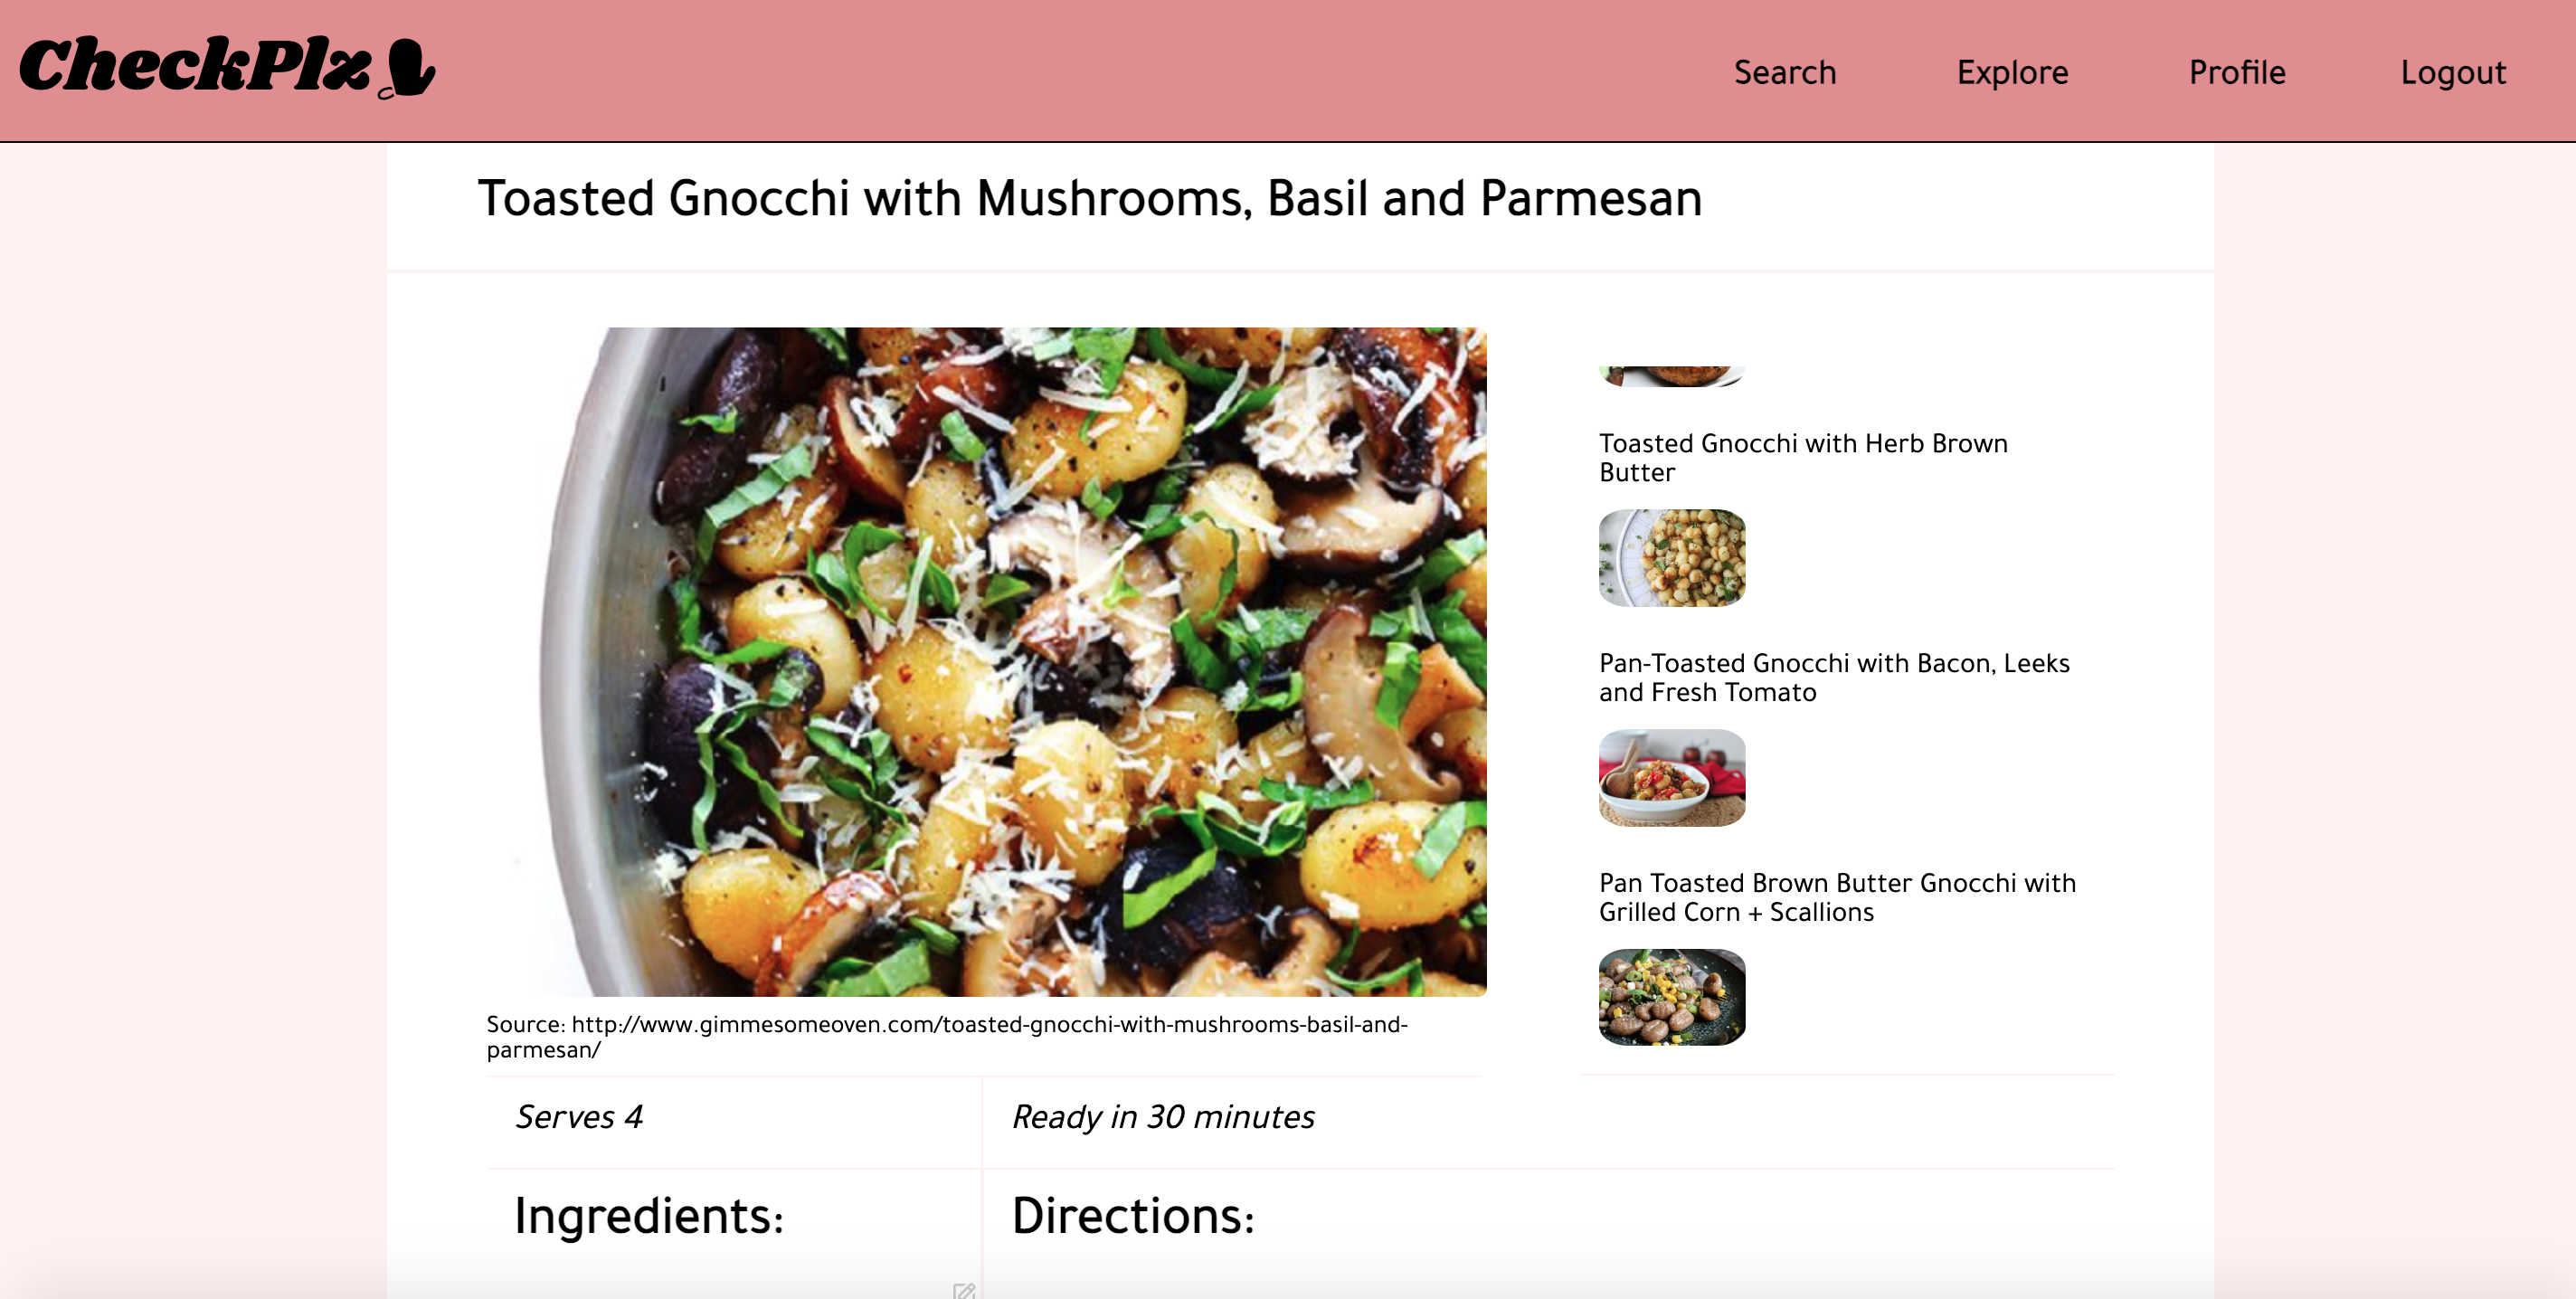 CheckPlz
Search
Explore
Profile
Logout
Toasted Gnocchi with Mushrooms, Basil and Parmesan
Toasted Gnocchi with Herb Brown
Butter
Pan-Toasted Gnocchi with Bacon, Leeks
and Fresh Tomato
Pan Toasted Brown Butter Gnocchi with
Grilled Corn + Scallions
Source: http://www.gimmesomeoven.com/toasted-gnocchi-with-mushrooms-basil-and-
parmesan/
Serves 4
Ready in 30 minutes
Ingredients:
Directions: